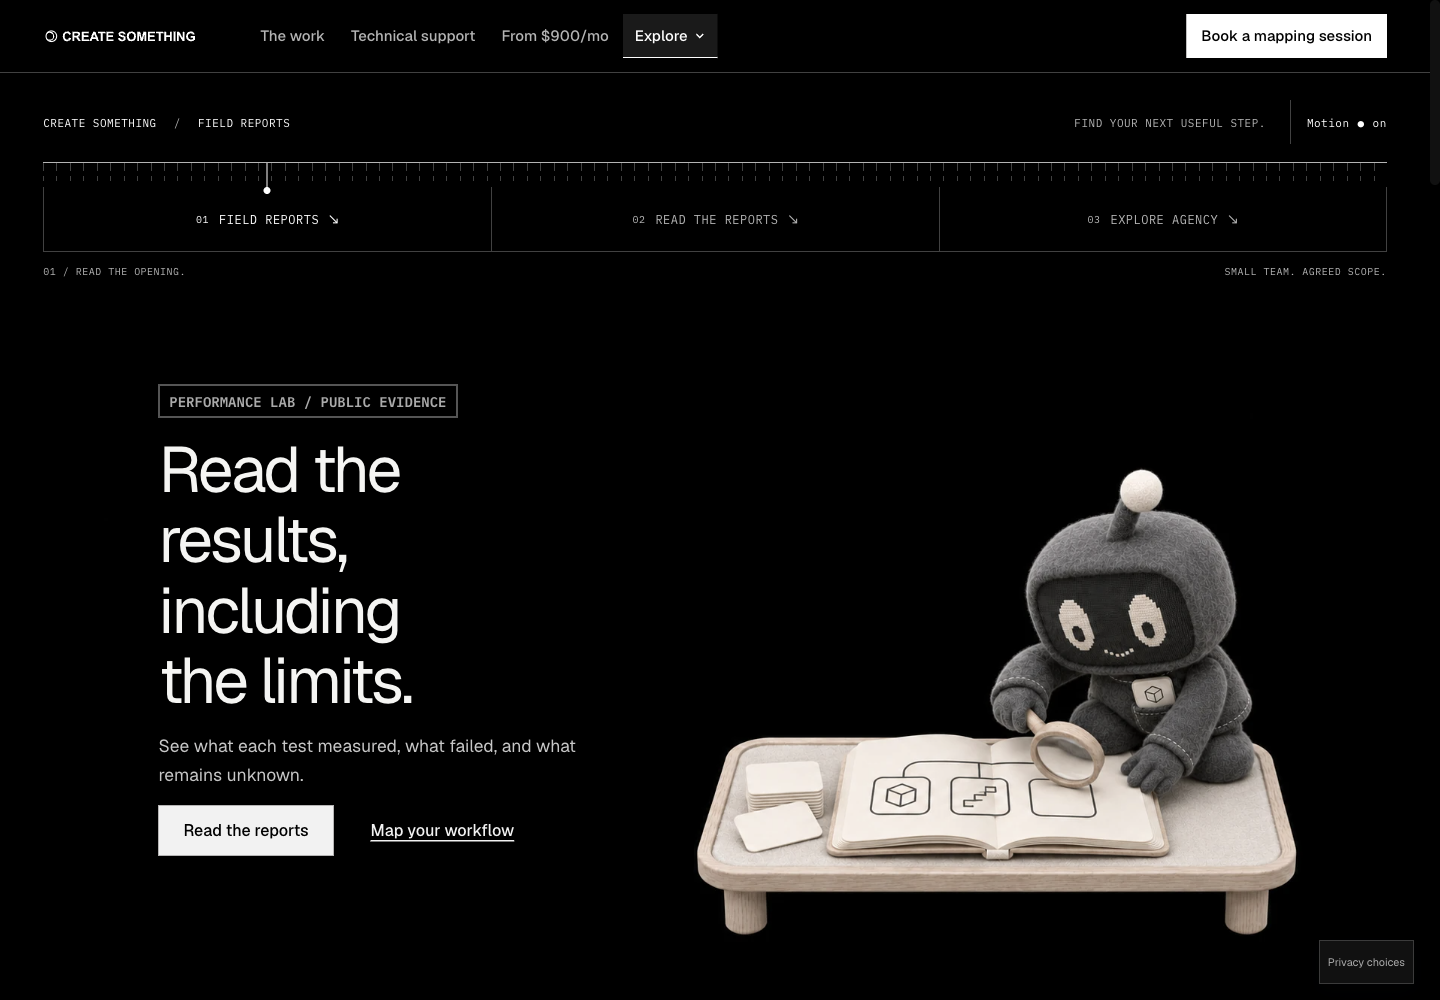 CREATE SOMETHING
The work
Technical support
From $900/mo
Explore
Book a mapping session
CREATE SOMETHING / FIELD REPORTS
FIND YOUR NEXT USEFUL STEP.
Motion ● on
01 FIELD REPORTS ↘
02 READ THE REPORTS ↘
03 EXPLORE AGENCY ↘
01 / READ THE OPENING.
SMALL TEAM. AGREED SCOPE.
PERFORMANCE LAB / PUBLIC EVIDENCE
Read the
results,
including
the limits.
See what each test measured, what failed, and what
remains unknown.
Read the reports
Map your workflow
Privacy choices